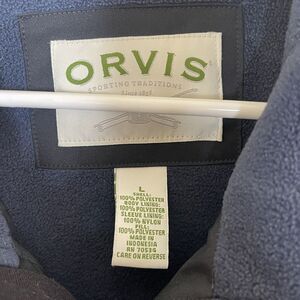 ORVIS
SPORTING TRADITIONS
Since 1856
L
SHELL:
100% POLYESTER
BODY LINING:
100% POLYESTER
SLEEVE LINING:
100% NYLON
FILL:
100% POLYESTER
MADE IN
INDONESIA
RN 70534
CARE ON REVERSE